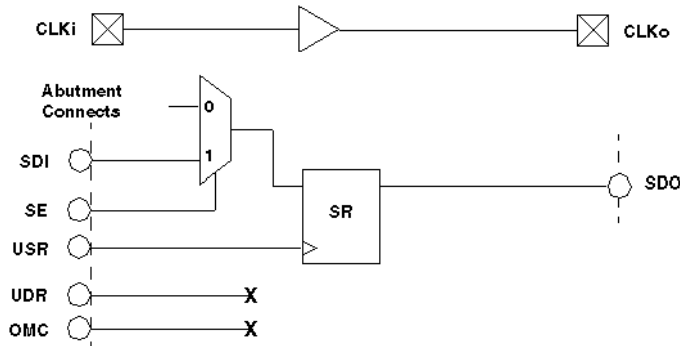 CLKi
CLKo
Abutment
Connects
0
SDI
1
SE
SR
SDO
USR
UDR
X
OMC
X